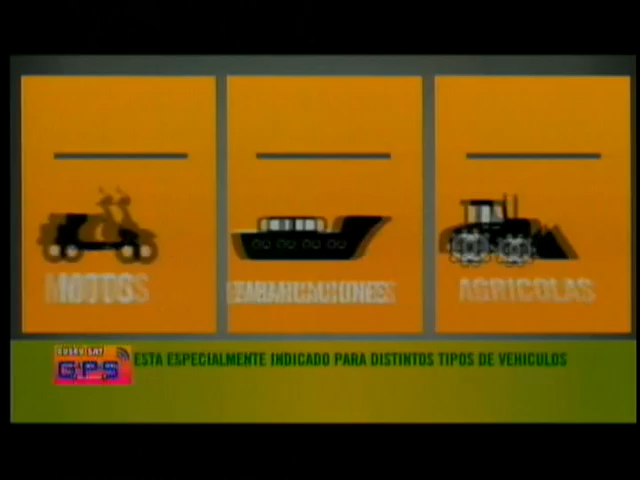 MOTOS
EMBARCACIONES
AGRICOLAS
GPS
ESTA ESPECIALMENTE INDICADO PARA DISTINTOS TIPOS DE VEHICULOS